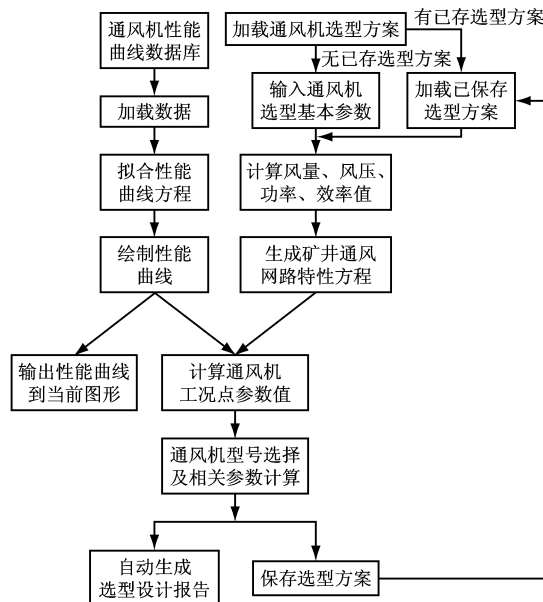 通风机性能
曲线数据库
加载通风机选型方案
有已存选型方案
无已存选型方案
加载数据
输入通风机
选型基本参数
加载已保存
选型方案
拟合性能
曲线方程
计算风量、风压、
功率、效率值
绘制性能
曲线
生成矿井通风
网路特性方程
输出性能曲线
到当前图形
计算通风机
工况点参数值
通风机型号选择
及相关参数计算
自动生成
选型设计报告
保存选型方案